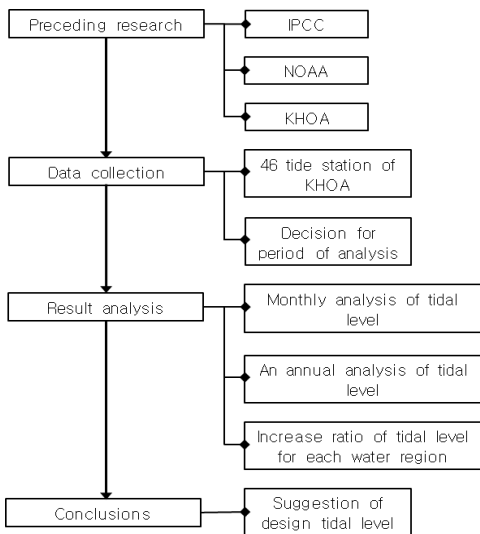 Preceding research
IPCC
NOAA
KHOA
Data collection
46 tide station of
KHOA
Decision for
period of analysis
Result analysis
Monthly analysis of tidal
level
An annual analysis of tidal
level
Increase ratio of tidal level
for each water region
Conclusions
Suggestion of
design tidal level